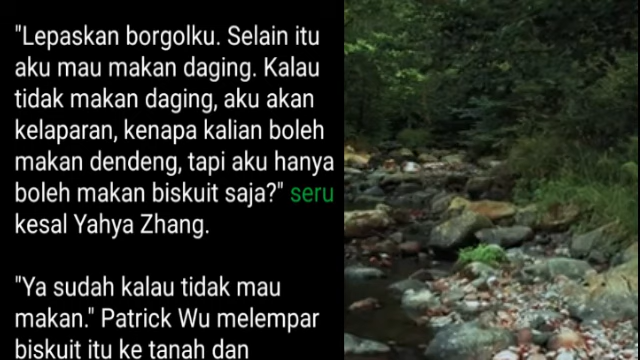 "Lepaskan borgolku. Selain itu
aku mau makan daging. Kalau
tidak makan daging, aku akan
kelaparan, kenapa kalian boleh
makan dendeng, tapi aku hanya
boleh makan biskuit saja?" seru
kesal Yahya Zhang.
"Ya sudah kalau tidak mau
makan." Patrick Wu melempar
biskuit itu ke tanah dan